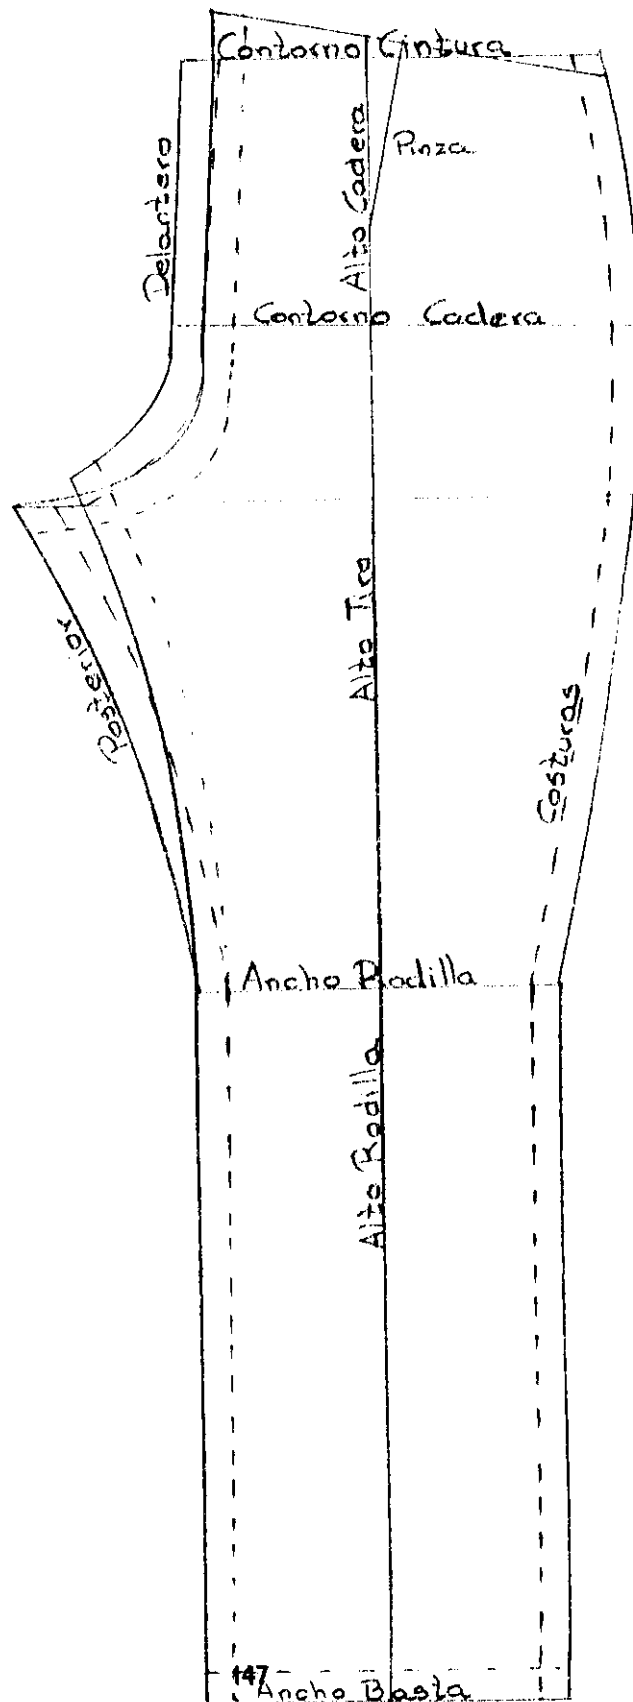 Contorno Cintura
Delantero
Alto Cadera
Pinza
Contorno Cadera
Alto Tiro
Posterior
Costuras
Ancho Rodilla
Alto Rodilla
147
Ancho Basta